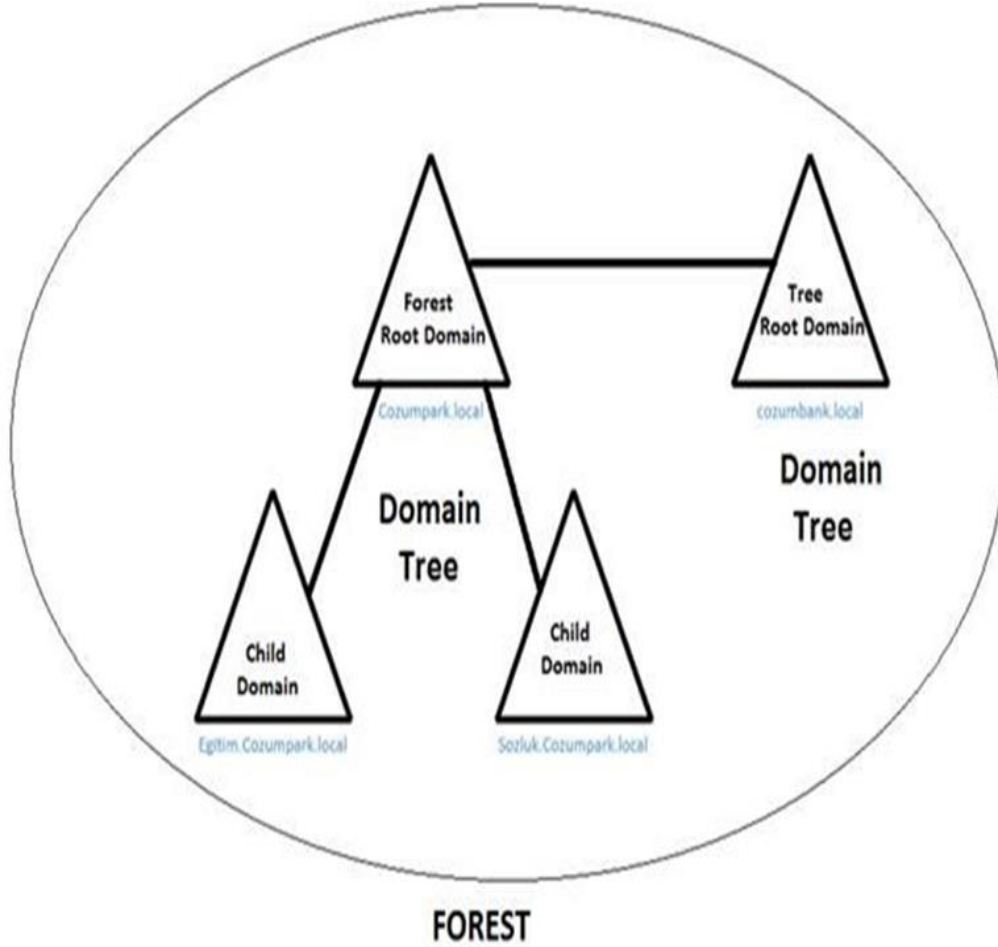 Forest
Root Domain
Cozumpark.local
Tree
Root Domain
cozumbank.local
Domain
Tree
Domain
Tree
Child
Domain
Egitim.Cozumpark.local
Child
Domain
Sozluk.Cozumpark.local
FOREST